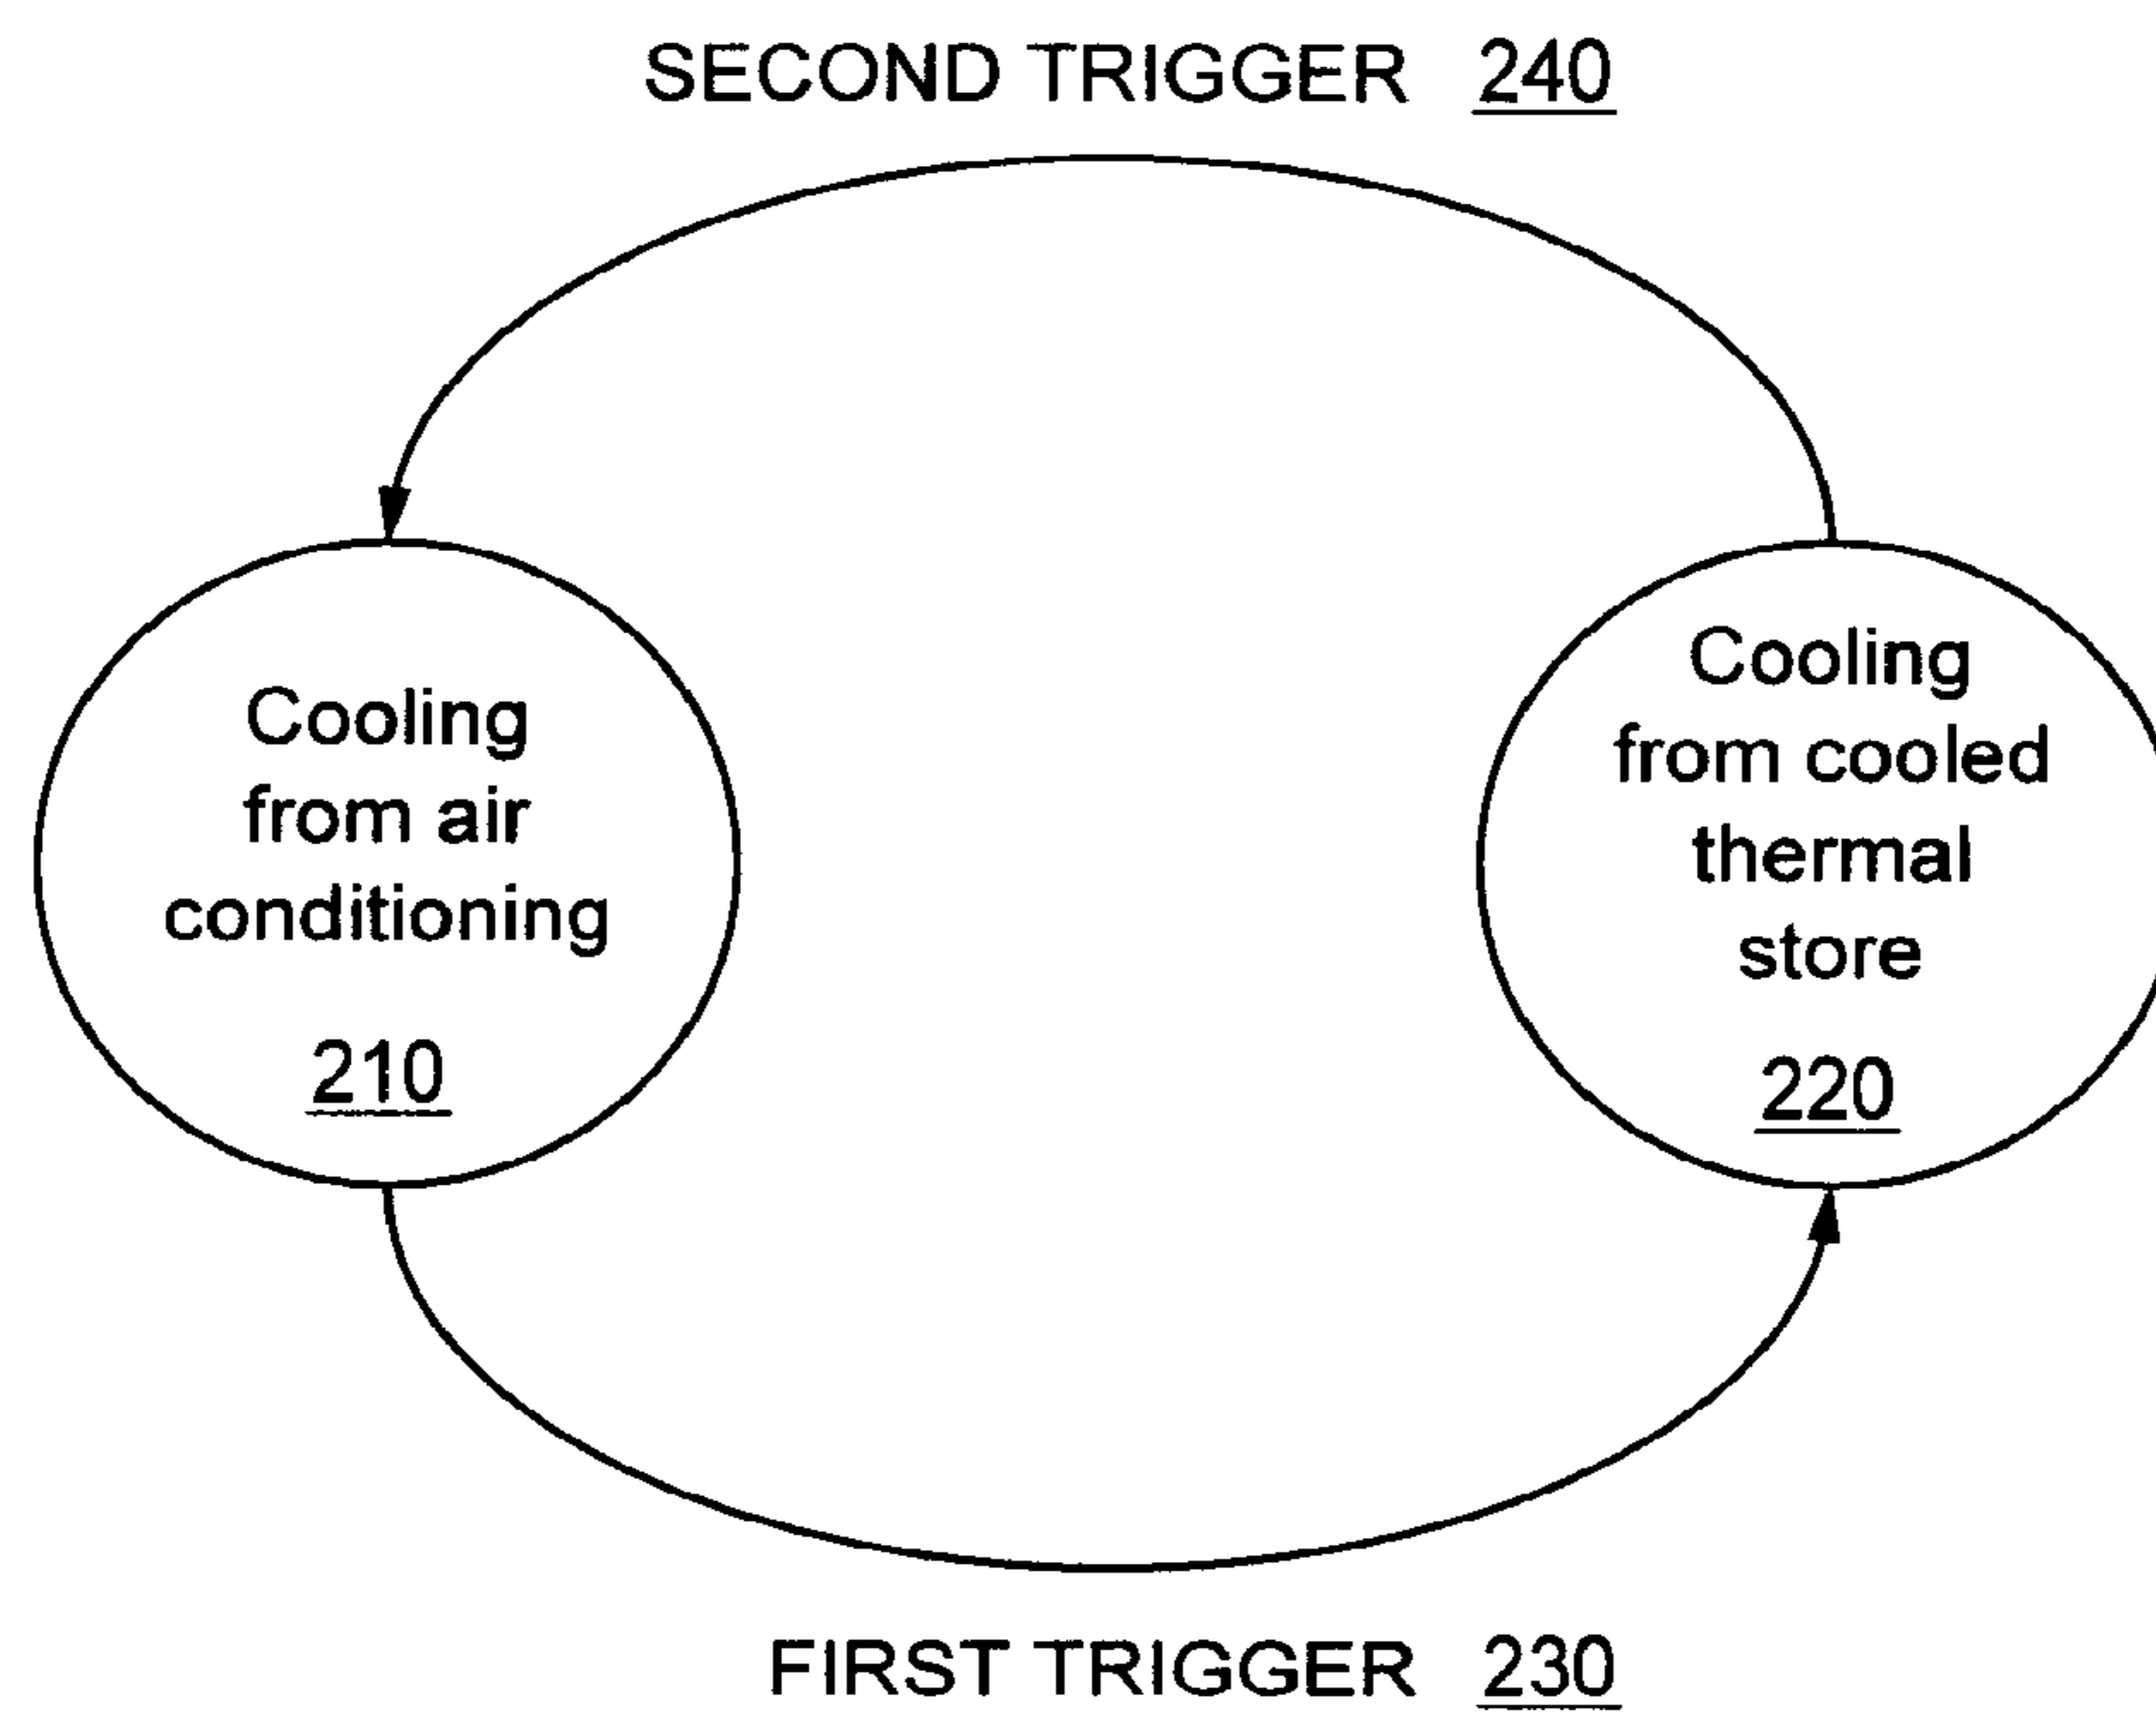 SECOND TRIGGER 240
Cooling
from air
conditioning
210
Cooling
from cooled
thermal
store
220
FIRST TRIGGER 230